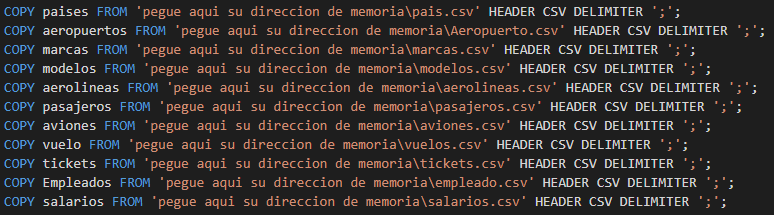 COPY paises FROM 'pegue aqui su direccion de memoria\pais.csv' HEADER CSV DELIMITER ';';
COPY aeropuertos FROM 'pegue aqui su direccion de memoria\Aeropuerto.csv' HEADER CSV DELIMITER ';';
COPY marcas FROM 'pegue aqui su direccion de memoria\marcas.csv' HEADER CSV DELIMITER ';';
COPY modelos FROM 'pegue aqui su direccion de memoria\modelos.csv' HEADER CSV DELIMITER ';';
COPY aerolineas FROM 'pegue aqui su direccion de memoria\aerolineas.csv' HEADER CSV DELIMITER ';';
COPY pasajeros FROM 'pegue aqui su direccion de memoria\pasajeros.csv' HEADER CSV DELIMITER ';';
COPY aviones FROM 'pegue aqui su direccion de memoria\aviones.csv' HEADER CSV DELIMITER ';';
COPY vuelo FROM 'pegue aqui su direccion de memoria\vuelos.csv' HEADER CSV DELIMITER ';';
COPY tickets FROM 'pegue aqui su direccion de memoria\tickets.csv' HEADER CSV DELIMITER ';';
COPY Empleados FROM 'pegue aqui su direccion de memoria\empleado.csv' HEADER CSV DELIMITER ';';
COPY salarios FROM 'pegue aqui su direccion de memoria\salarios.csv' HEADER CSV DELIMITER ';';